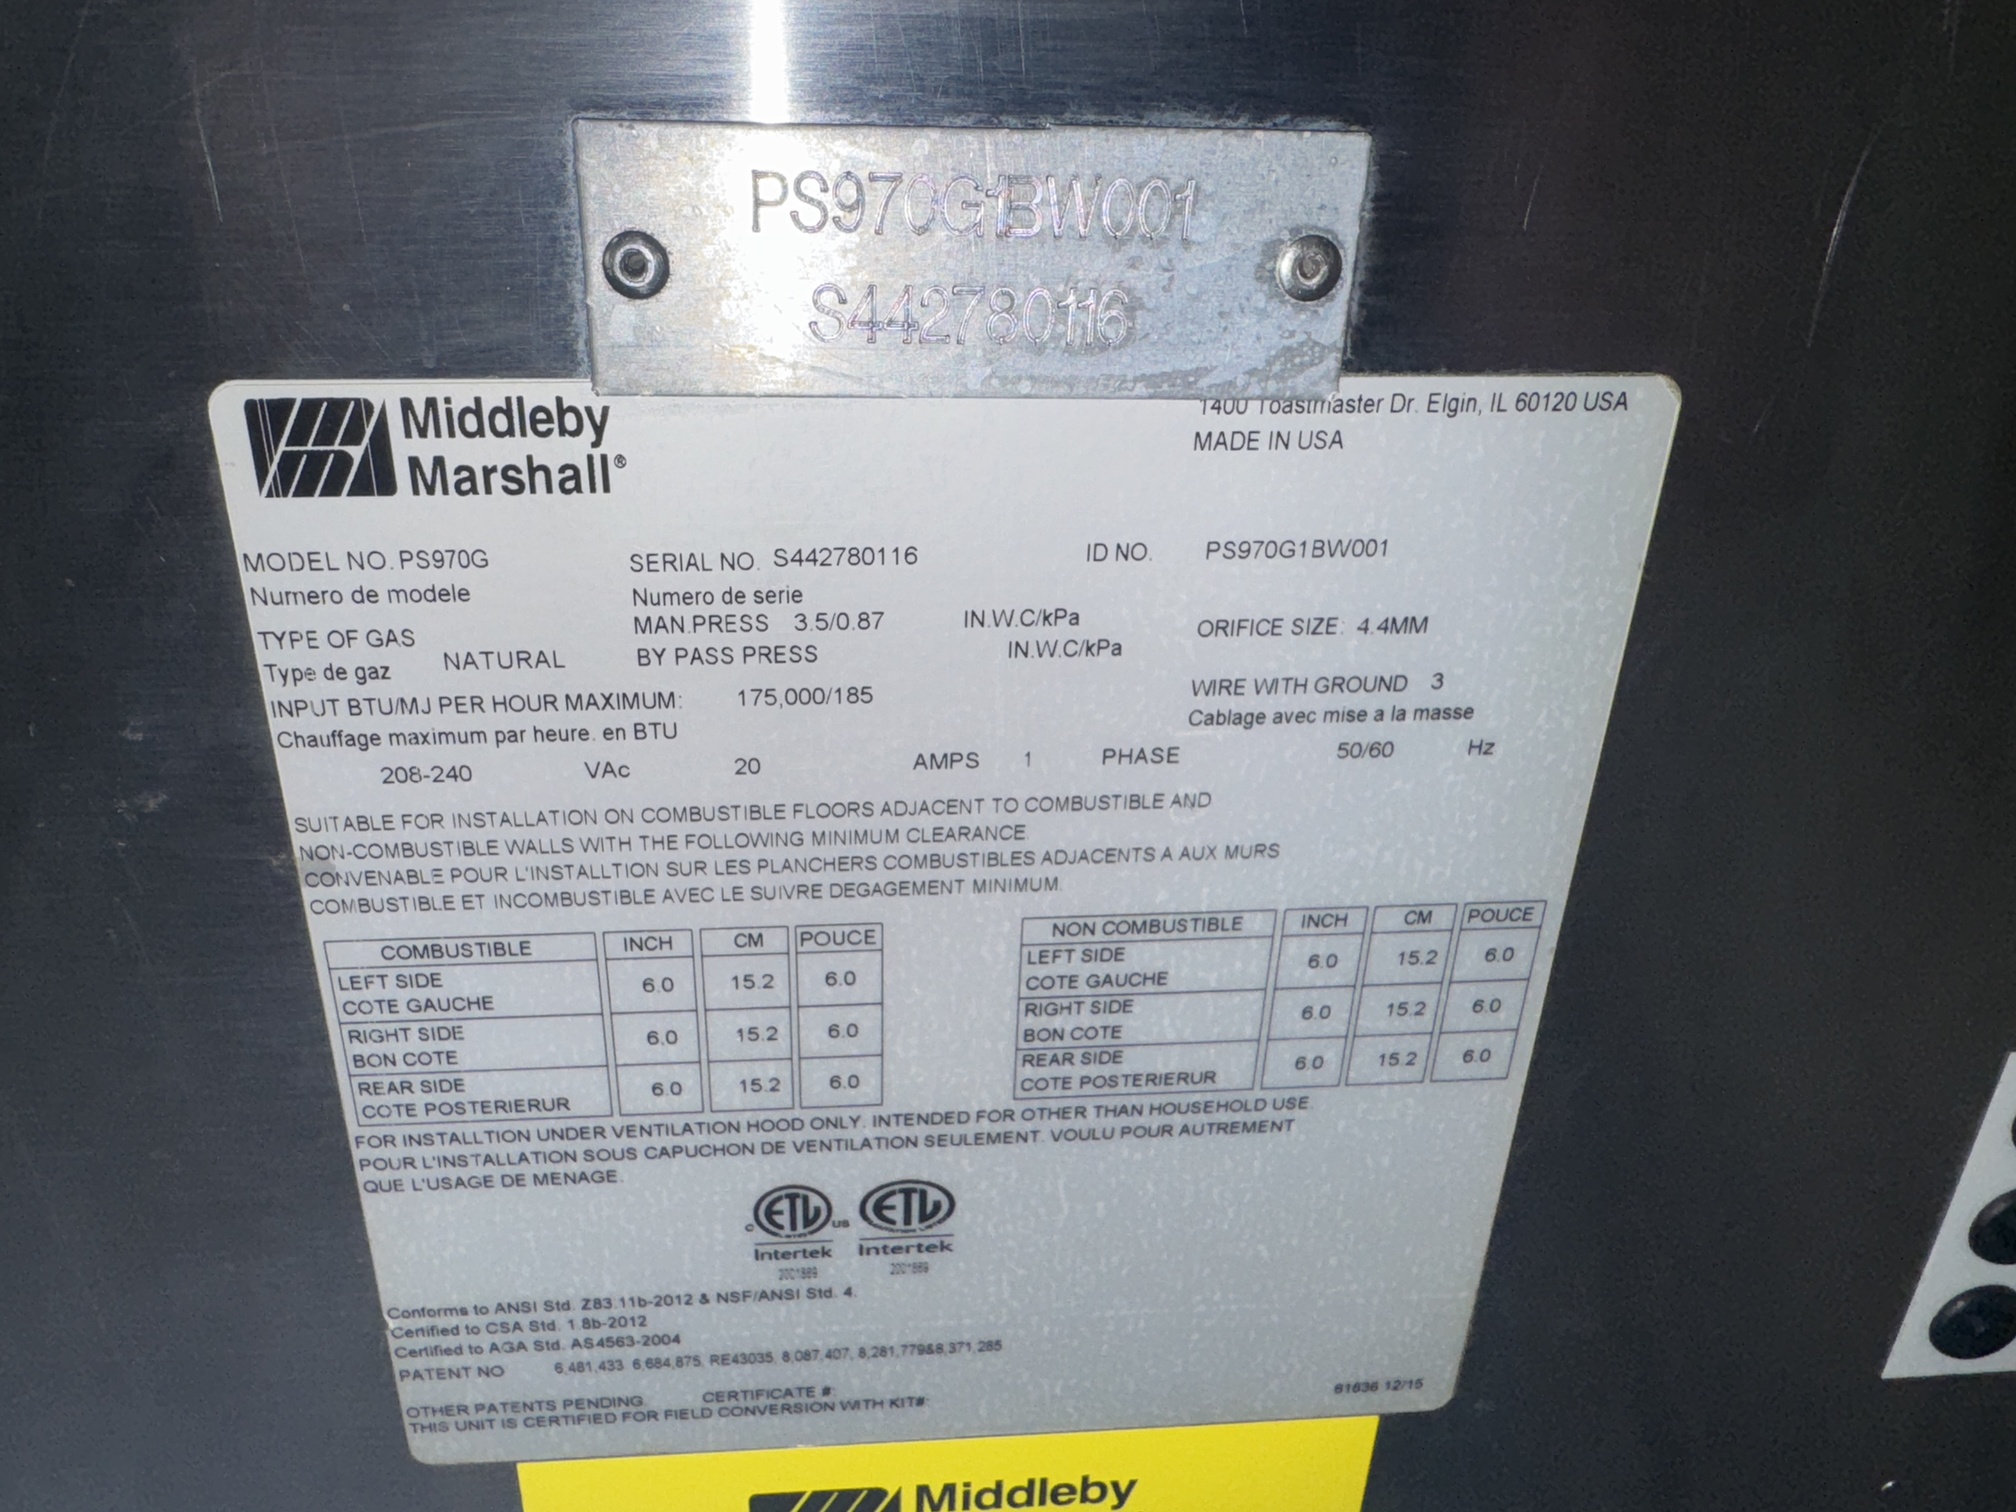 PS970G1BW001
S442780116
Middleby
Marshall®
1400 Toastmaster Dr. Elgin, IL 60120 USA
MADE IN USA
MODEL NO. PS970G SERIAL NO. S442780116 ID NO. PS970G1BW001
Numero de modele Numero de serie
TYPE OF GAS MAN.PRESS 3.5/0.87 IN.W.C/kPa ORIFICE SIZE: 4.4MM
Type de gaz NATURAL BY PASS PRESS IN.W.C/kPa
INPUT BTU/MJ PER HOUR MAXIMUM: 175,000/185 WIRE WITH GROUND 3
Chauffage maximum par heure. en BTU Cablage avec mise a la masse
208-240 VAc 20 AMPS 1 PHASE 50/60 Hz
SUITABLE FOR INSTALLATION ON COMBUSTIBLE FLOORS ADJACENT TO COMBUSTIBLE AND
NON-COMBUSTIBLE WALLS WITH THE FOLLOWING MINIMUM CLEARANCE
CONVENABLE POUR L'INSTALLTION SUR LES PLANCHERS COMBUSTIBLES ADJACENTS A AUX MURS
COMBUSTIBLE ET INCOMBUSTIBLE AVEC LE SUIVRE DEGAGEMENT MINIMUM.
COMBUSTIBLE INCH CM POUCE
LEFT SIDE 6.0 15.2 6.0
COTE GAUCHE
RIGHT SIDE 6.0 15.2 6.0
BON COTE
REAR SIDE 6.0 15.2 6.0
COTE POSTERIERUR
NON COMBUSTIBLE INCH CM POUCE
LEFT SIDE 6.0 15.2 6.0
COTE GAUCHE
RIGHT SIDE 6.0 15.2 6.0
BON COTE
REAR SIDE 6.0 15.2 6.0
COTE POSTERIERUR
FOR INSTALLTION UNDER VENTILATION HOOD ONLY. INTENDED FOR OTHER THAN HOUSEHOLD USE.
POUR L'INSTALLATION SOUS CAPUCHON DE VENTILATION SEULEMENT. VOULU POUR AUTREMENT
QUE L'USAGE DE MENAGE.
C ETL US ETL
Intertek Intertek
Conforms to ANSI Std. Z83.11b-2012 & NSF/ANSI Std. 4.
Certified to CSA Std. 1.8b-2012
Certified to AGA Std. AS4563-2004
PATENT NO 6,481,433 6,684,875, RE43035, 8,087,407, 8,281,779&8,371,285
OTHER PATENTS PENDING. CERTIFICATE #:
THIS UNIT IS CERTIFIED FOR FIELD CONVERSION WITH KIT#:
61636 12/15
Middleby